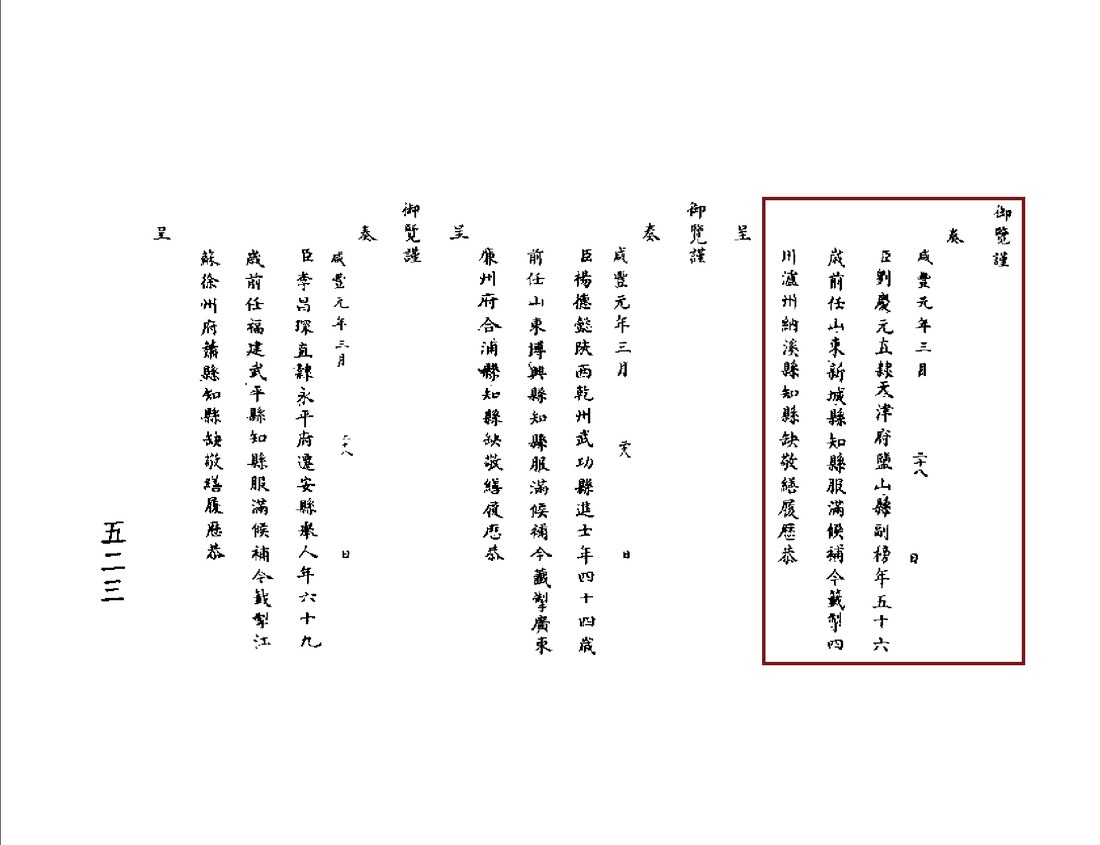 御覽謹
奏
咸豐元年三月 二十八 日
臣劉慶元直隸天津府鹽山縣副榜年五十六
歲前任山東新城縣知縣服滿候補今籤掣四
川瀘州納溪縣知縣缺敬繕履歷恭
呈
御覽謹
奏
咸豐元年三月 二十八 日
臣楊德懿陝西乾州武功縣進士年四十四歲
前任山東博興縣知縣服滿候補今籤掣廣東
廉州府合浦縣知縣缺敬繕履歷恭
呈
御覽謹
奏
咸豐元年三月 二十八 日
臣李昌琛直隸永平府遷安縣舉人年六十九
歲前任福建武平縣知縣服滿候補今籤掣江
蘇徐州府蕭縣知縣缺敬繕履歷恭
呈
五二三